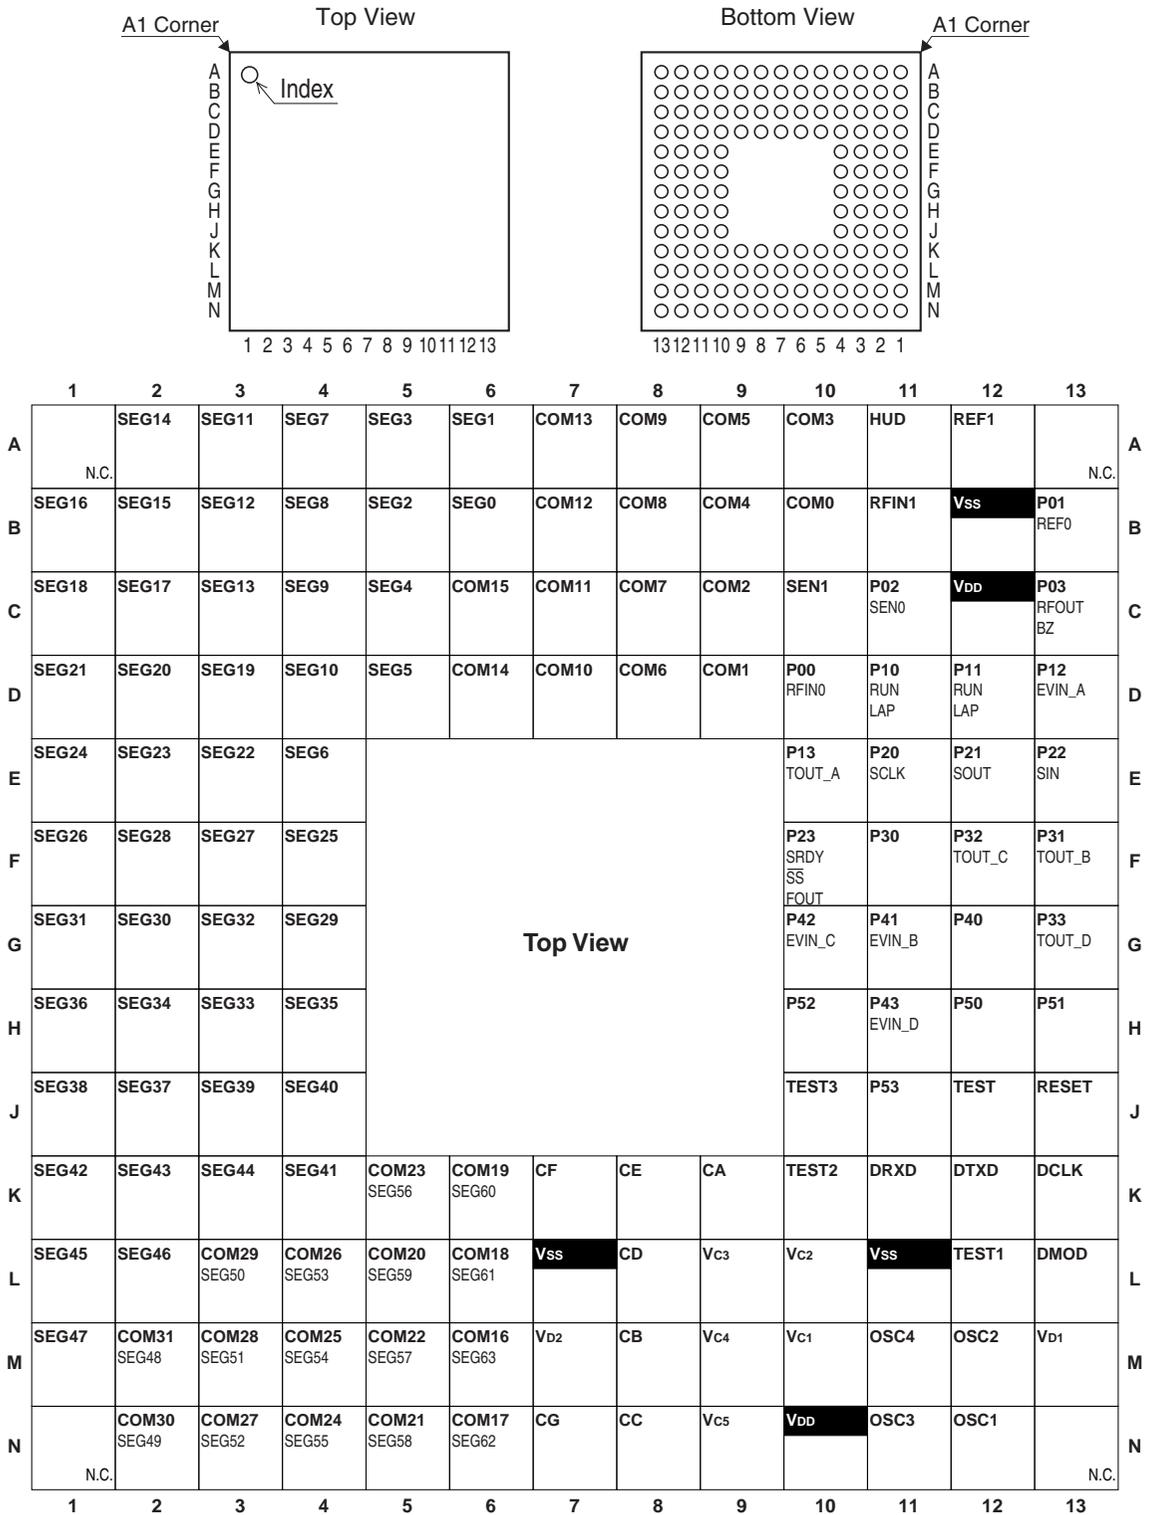 Top View
Bottom View
A1 Corner
A1 Corner
Index
A
B
C
D
E
F
G
H
J
K
L
M
N
A
B
C
D
E
F
G
H
J
K
L
M
N
1 2 3 4 5 6 7 8 9 10 11 12 13
13 12 11 10 9 8 7 6 5 4 3 2 1
1 2 3 4 5 6 7 8 9 10 11 12 13
SEG14 SEG11 SEG7 SEG3 SEG1 COM13 COM9 COM5 COM3 HUD REF1
A A
N.C. N.C.
SEG16 SEG15 SEG12 SEG8 SEG2 SEG0 COM12 COM8 COM4 COM0 RFIN1 VSS P01
REF0
B B
SEG18 SEG17 SEG13 SEG9 SEG4 COM15 COM11 COM7 COM2 SEN1 P02 VDD P03
SEN0 RFOUT
C C
BZ
SEG21 SEG20 SEG19 SEG10 SEG5 COM14 COM10 COM6 COM1 P00 P10 P11 P12
RFIN0 RUN RUN EVIN_A
D D
LAP LAP
SEG24 SEG23 SEG22 SEG6 P13 P20 P21 P22
TOUT_A SCLK SOUT SIN
E E
SEG26 SEG28 SEG27 SEG25 P23 P30 P32 P31
SRDY TOUT_C TOUT_B
F F
SS
FOUT
SEG31 SEG30 SEG32 SEG29 P42 P41 P40 P33
EVIN_C EVIN_B TOUT_D
G Top View G
SEG36 SEG34 SEG33 SEG35 P52 P43 P50 P51
EVIN_D
H H
SEG38 SEG37 SEG39 SEG40 TEST3 P53 TEST RESET
J J
SEG42 SEG43 SEG44 SEG41 COM23 COM19 CF CE CA TEST2 DRXD DTXD DCLK
SEG56 SEG60
K K
SEG45 SEG46 COM29 COM26 COM20 COM18 VSS CD VC3 VC2 VSS TEST1 DMOD
SEG50 SEG53 SEG59 SEG61
L L
SEG47 COM31 COM28 COM25 COM22 COM16 VD2 CB VC4 VC1 OSC4 OSC2 VD1
SEG48 SEG51 SEG54 SEG57 SEG63
M M
COM30 COM27 COM24 COM21 COM17 CG CC VC5 VDD OSC3 OSC1
SEG49 SEG52 SEG55 SEG58 SEG62
N N
N.C. N.C.
1 2 3 4 5 6 7 8 9 10 11 12 13